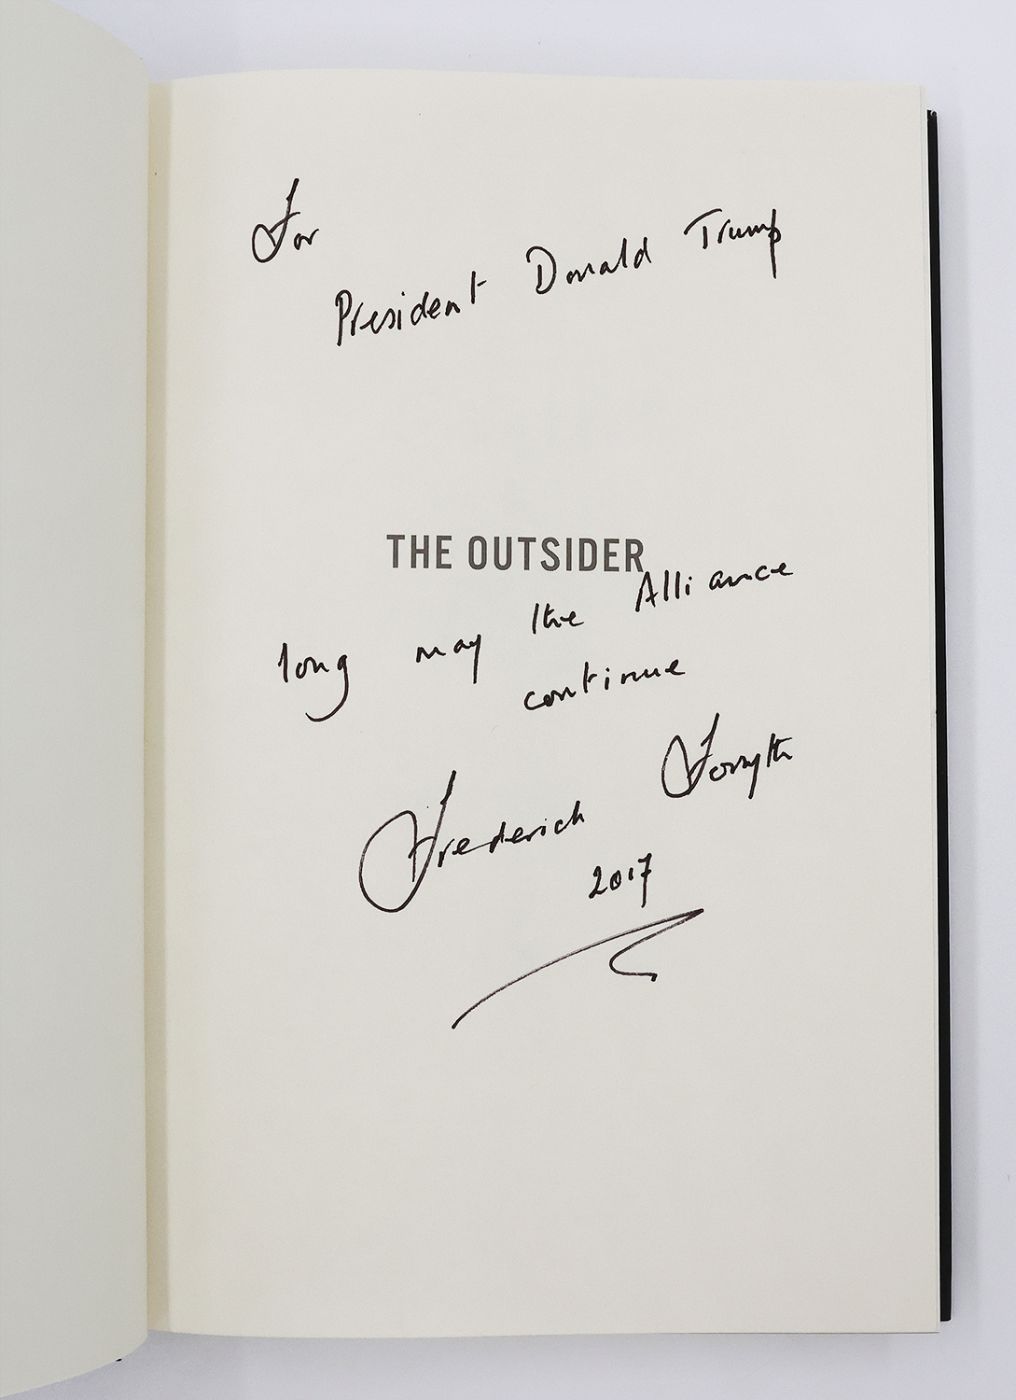 For
President Donald Trump
THE OUTSIDER
long may the Alliance
continue
Frederick Forsyth
2017